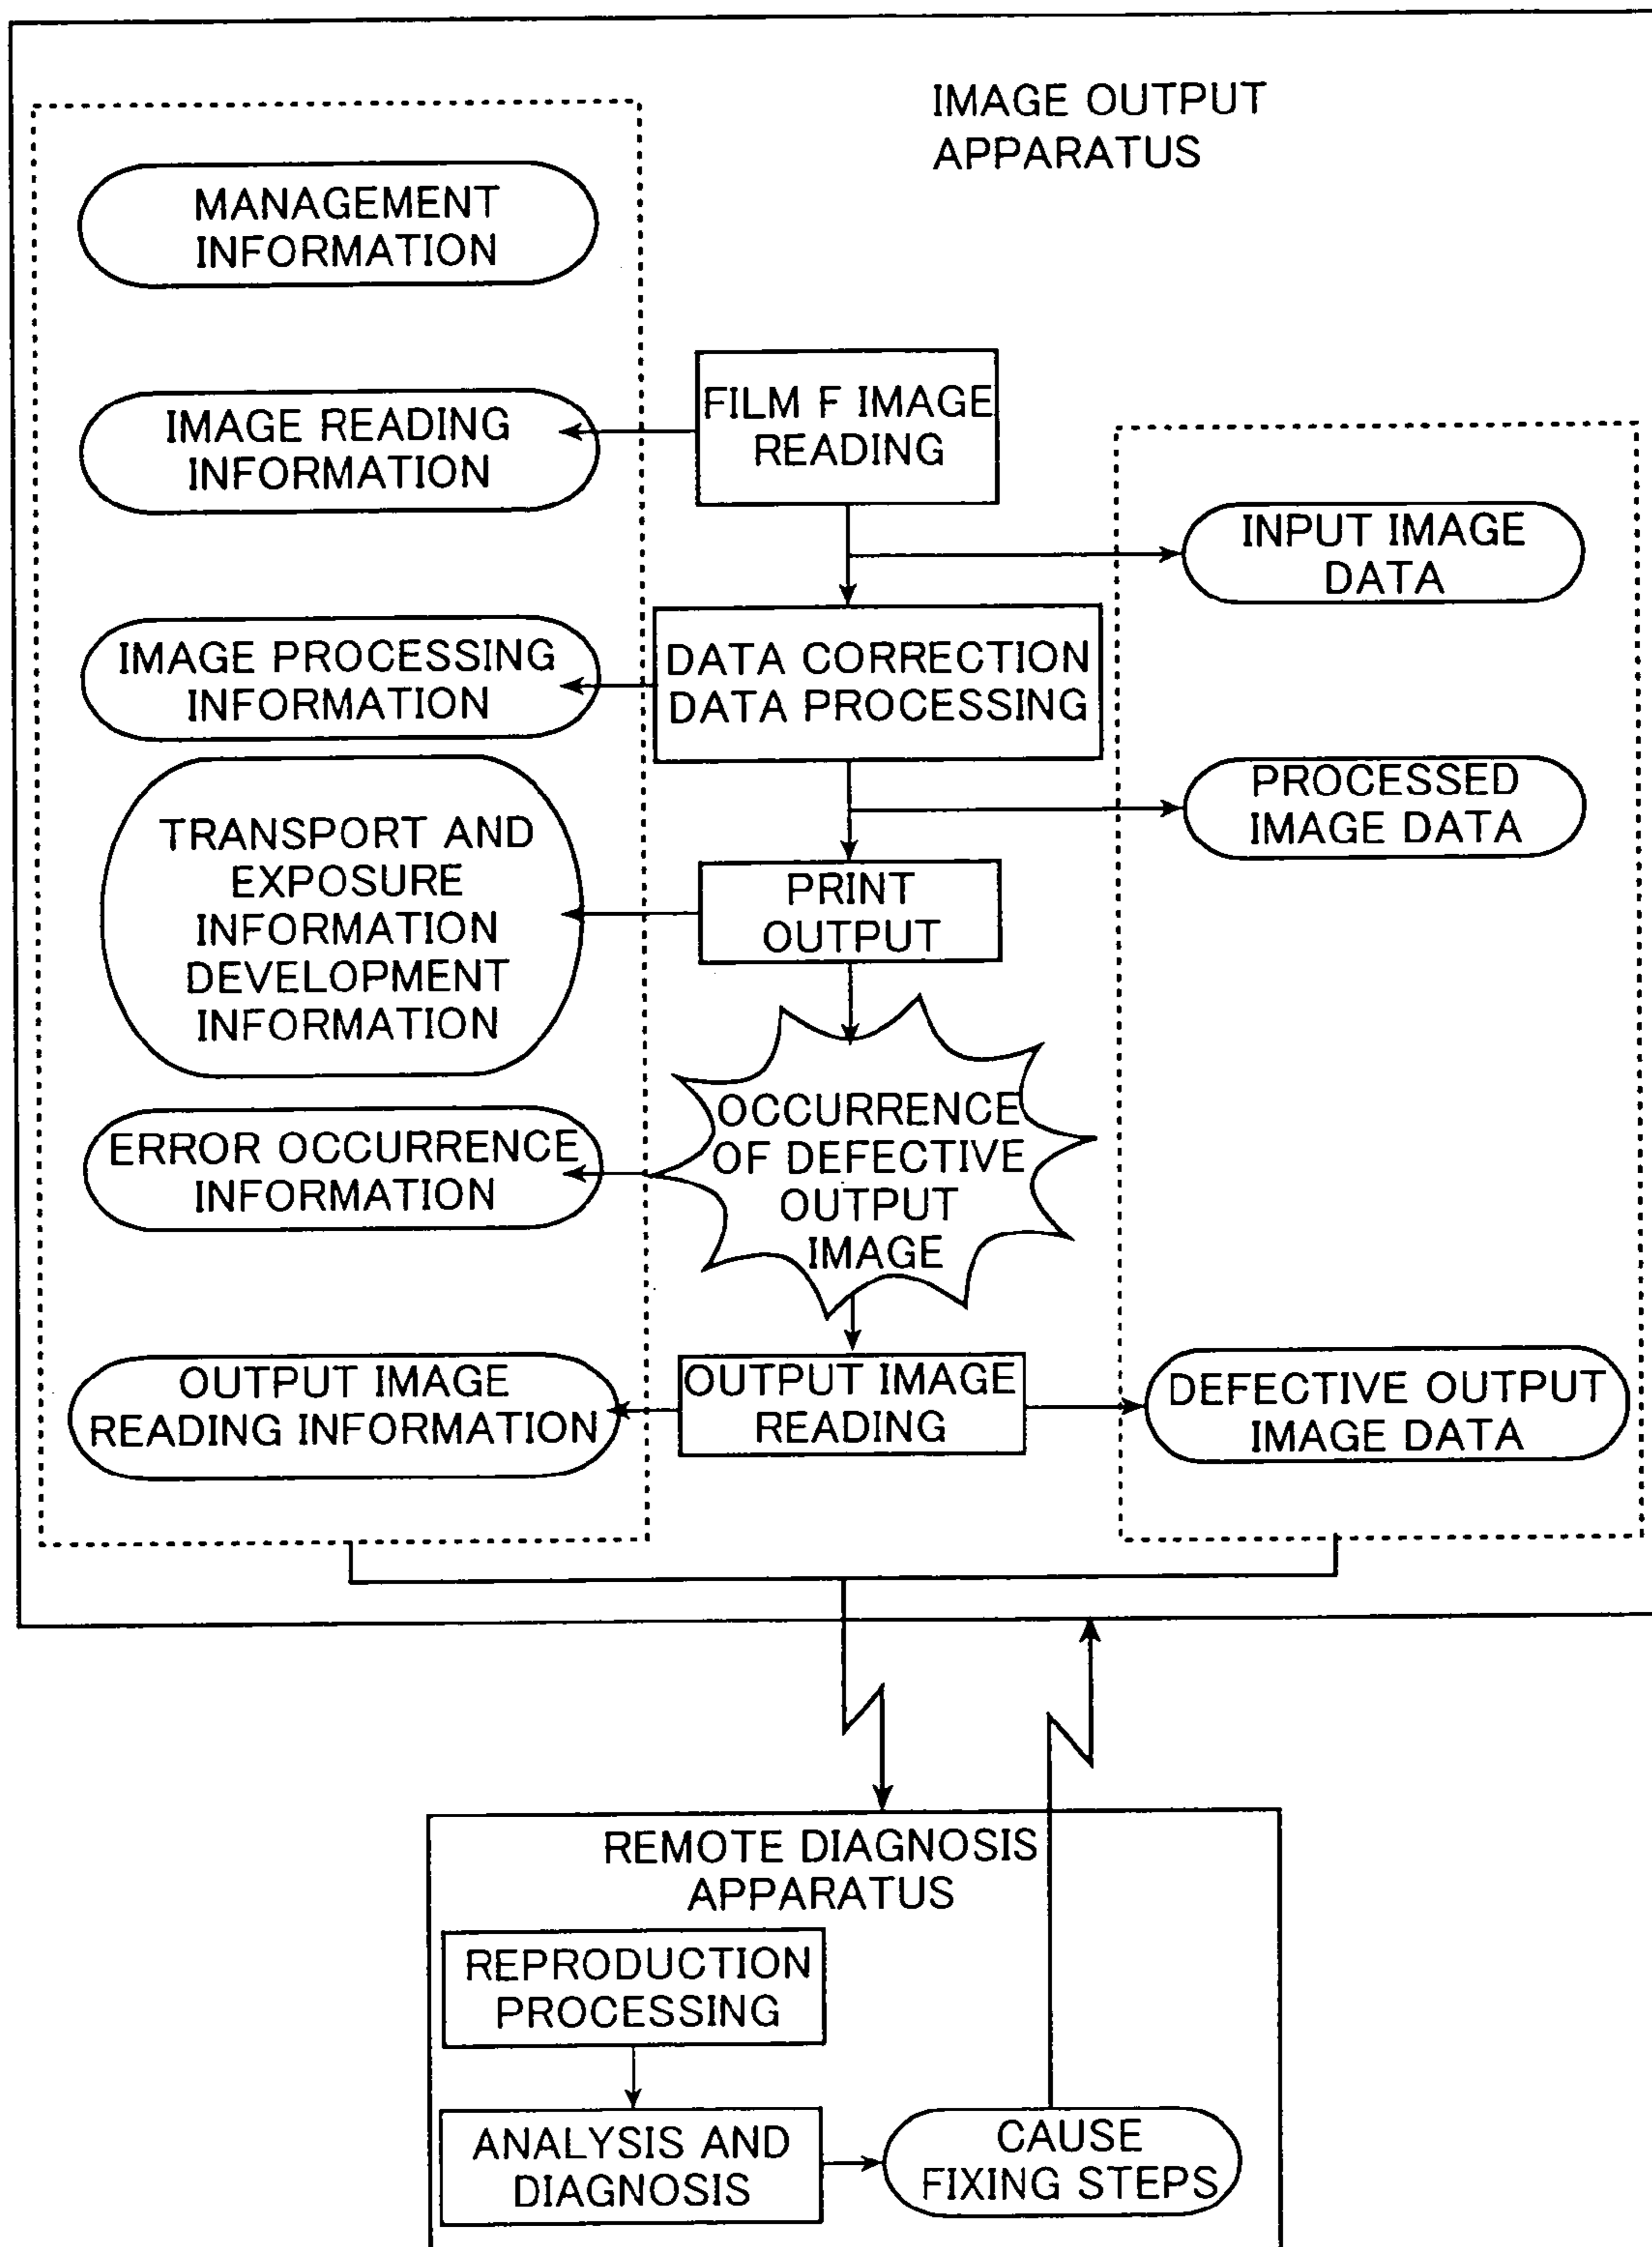 IMAGE OUTPUT
APPARATUS
MANAGEMENT
INFORMATION
FILM F IMAGE
READING
IMAGE READING
INFORMATION
INPUT IMAGE
DATA
DATA CORRECTION
DATA PROCESSING
IMAGE PROCESSING
INFORMATION
PROCESSED
IMAGE DATA
TRANSPORT AND
EXPOSURE
INFORMATION
DEVELOPMENT
INFORMATION
PRINT
OUTPUT
OCCURRENCE
OF DEFECTIVE
OUTPUT
IMAGE
ERROR OCCURRENCE
INFORMATION
OUTPUT IMAGE
READING INFORMATION
OUTPUT IMAGE
READING
DEFECTIVE OUTPUT
IMAGE DATA
REMOTE DIAGNOSIS
APPARATUS
REPRODUCTION
PROCESSING
ANALYSIS AND
DIAGNOSIS
CAUSE
FIXING STEPS